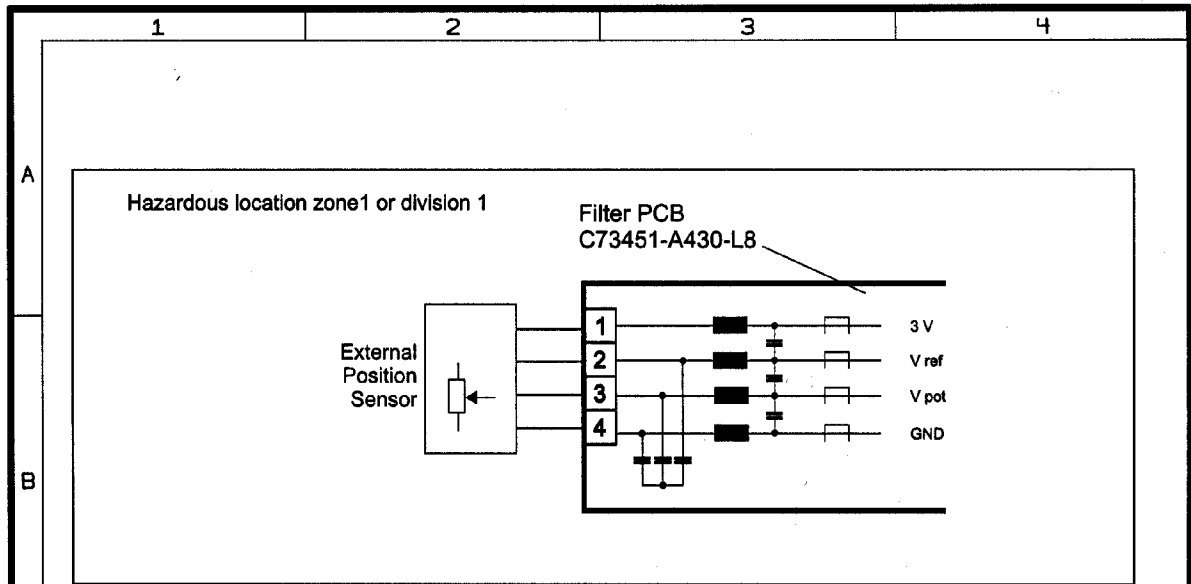 1 2 3 4
A
Hazardous location zone1 or division 1
Filter PCB
C73451-A430-L8
1 3 V
External
2 V ref
Position
3 V pot
Sensor
4 GND
B